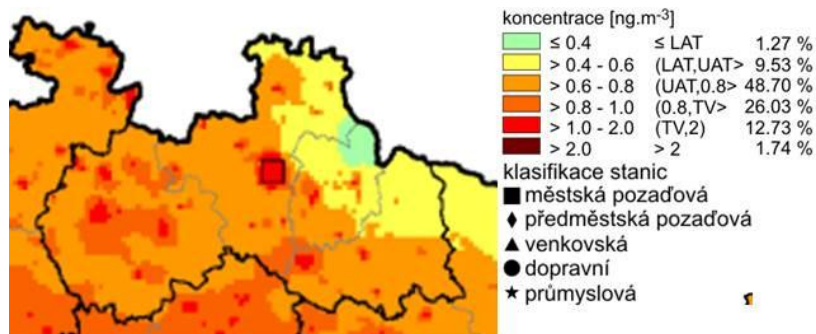 koncentrace [ng.m-3]
≤ 0.4 ≤ LAT 1.27 %
> 0.4 - 0.6 (LAT,UAT> 9.53 %
> 0.6 - 0.8 (UAT,0.8> 48.70 %
> 0.8 - 1.0 (0.8,TV> 26.03 %
> 1.0 - 2.0 (TV,2) 12.73 %
> 2.0 > 2 1.74 %
klasifikace stanic
městská pozaďová
předměstská pozaďová
venkovská
dopravní
průmyslová